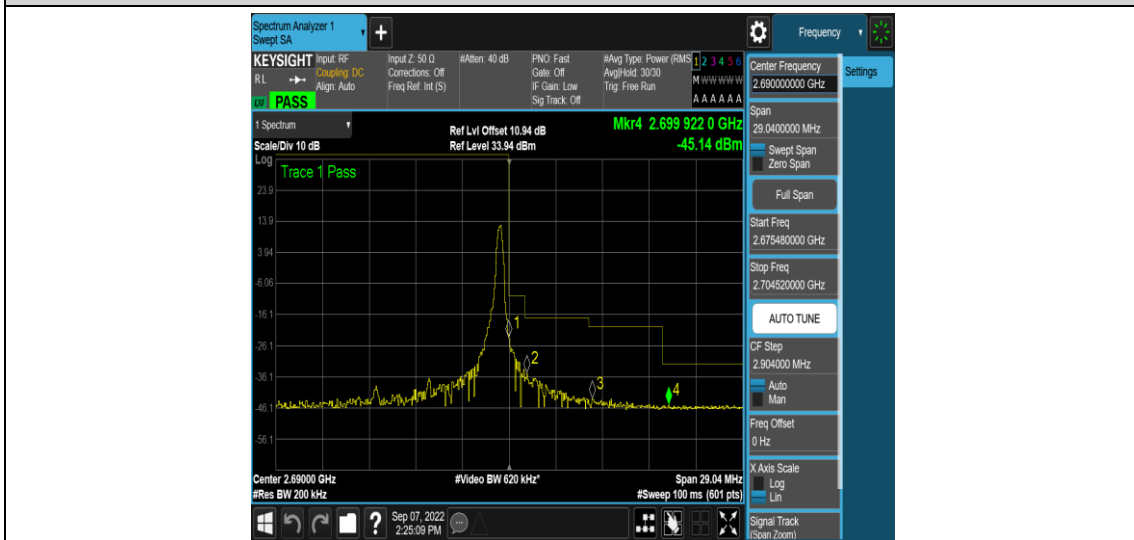 Spectrum Analyzer 1
Swept SA
Frequency
KEYSIGHT
RL
PASS
Input: RF
Coupling: DC
Align: Auto
Input Z: 50 Ω
Corrections: Off
Freq Ref: Int (S)
#Atten: 40 dB
PNO: Fast
Gate: Off
IF Gain: Low
Sig Track: Off
#Avg Type: Power (RMS
Avg|Hold: 30/30
Trig: Free Run
1 2 3 4 5 6
M W W W W W
A A A A A A
1 Spectrum
Scale/Div 10 dB
Ref Lvl Offset 10.94 dB
Ref Level 33.94 dBm
Mkr4 2.699 922 0 GHz
-45.14 dBm
Log
Trace 1 Pass
23.9
13.9
3.94
-6.06
-16.1
-26.1
-36.1
-46.1
-56.1
1
2
3
4
Center 2.69000 GHz
#Res BW 200 kHz
#Video BW 620 kHz*
Span 29.04 MHz
#Sweep 100 ms (601 pts)
Sep 07, 2022
2:25:09 PM
Center Frequency
2.690000000 GHz
Settings
Span
29.0400000 MHz
Swept Span
Zero Span
Full Span
Start Freq
2.675480000 GHz
Stop Freq
2.704520000 GHz
AUTO TUNE
CF Step
2.904000 MHz
Auto
Man
Freq Offset
0 Hz
X Axis Scale
Log
Lin
Signal Track
(Span Zoom)